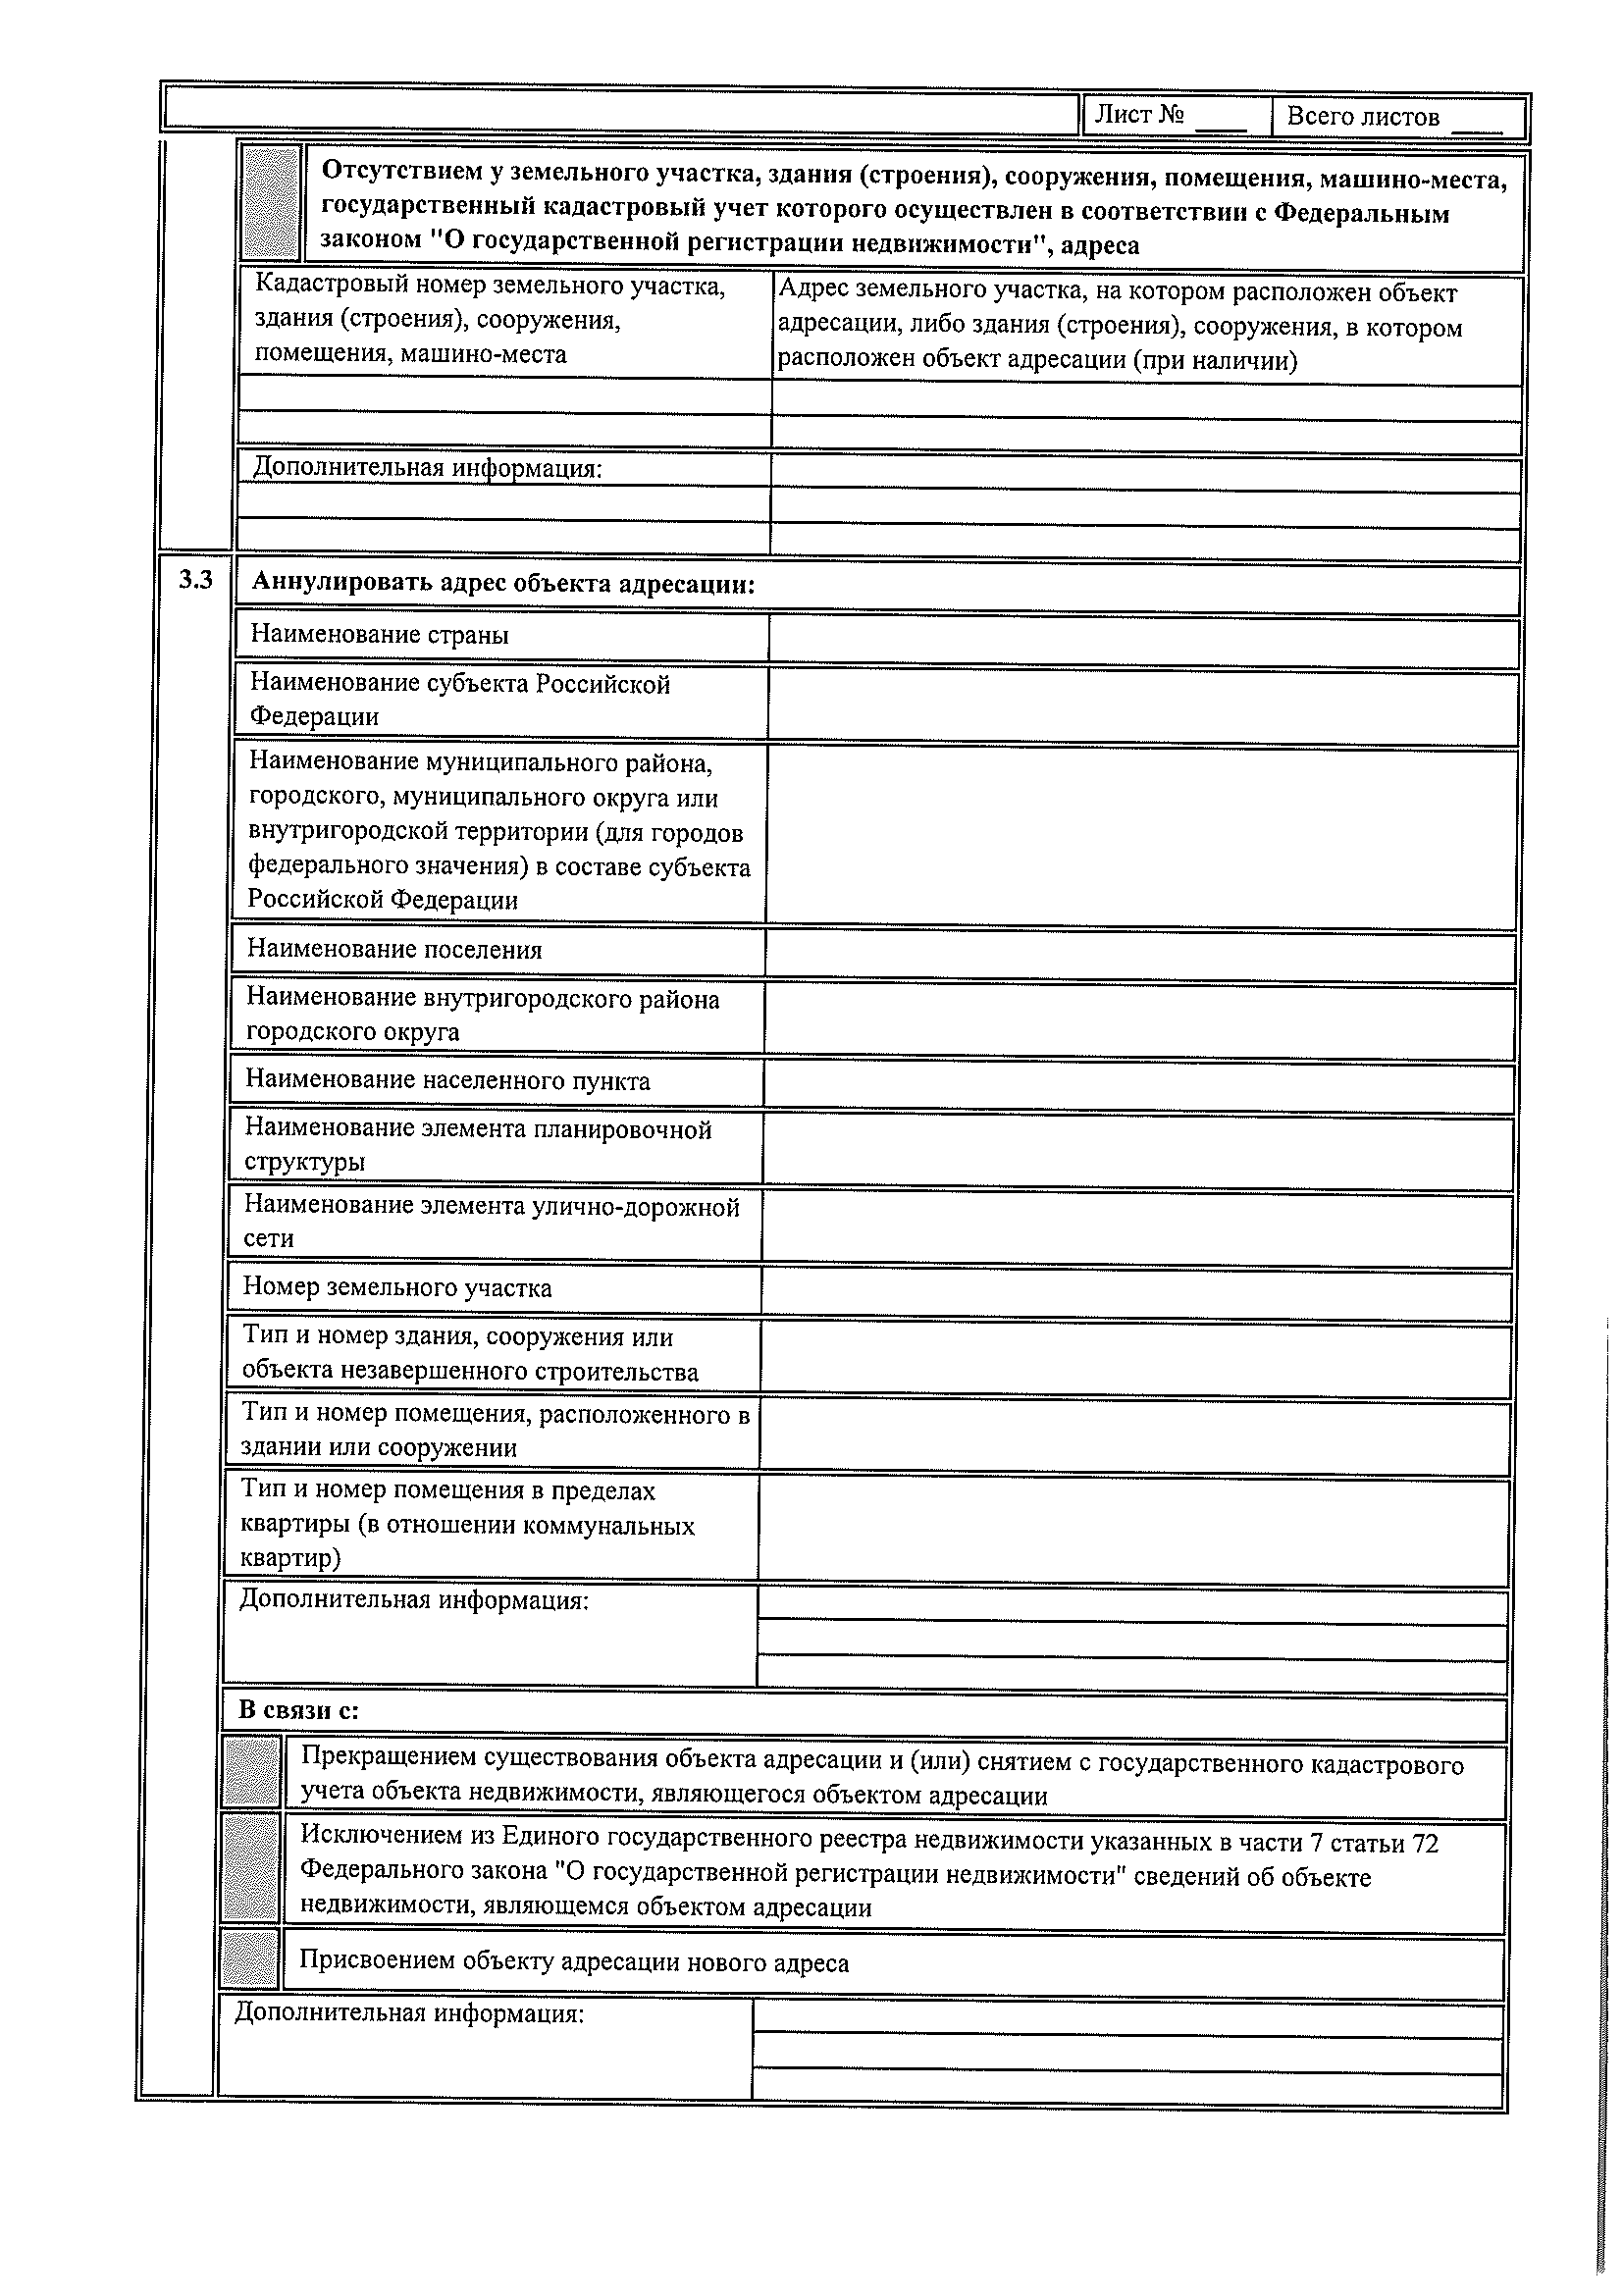 Лист № ____ Всего листов ____
Отсутствием у земельного участка, здания (строения), сооружения, помещения, машино-места,
государственный кадастровый учет которого осуществлен в соответствии с Федеральным
законом "О государственной регистрации недвижимости", адреса
Кадастровый номер земельного участка,
здания (строения), сооружения,
помещения, машино-места
Адрес земельного участка, на котором расположен объект
адресации, либо здания (строения), сооружения, в котором
расположен объект адресации (при наличии)
Дополнительная информация:
3.3 Аннулировать адрес объекта адресации:
Наименование страны
Наименование субъекта Российской
Федерации
Наименование муниципального района,
городского, муниципального округа или
внутригородской территории (для городов
федерального значения) в составе субъекта
Российской Федерации
Наименование поселения
Наименование внутригородского района
городского округа
Наименование населенного пункта
Наименование элемента планировочной
структуры
Наименование элемента улично-дорожной
сети
Номер земельного участка
Тип и номер здания, сооружения или
объекта незавершенного строительства
Тип и номер помещения, расположенного в
здании или сооружении
Тип и номер помещения в пределах
квартиры (в отношении коммунальных
квартир)
Дополнительная информация:
В связи с:
Прекращением существования объекта адресации и (или) снятием с государственного кадастрового
учета объекта недвижимости, являющегося объектом адресации
Исключением из Единого государственного реестра недвижимости указанных в части 7 статьи 72
Федерального закона "О государственной регистрации недвижимости" сведений об объекте
недвижимости, являющемся объектом адресации
Присвоением объекту адресации нового адреса
Дополнительная информация: